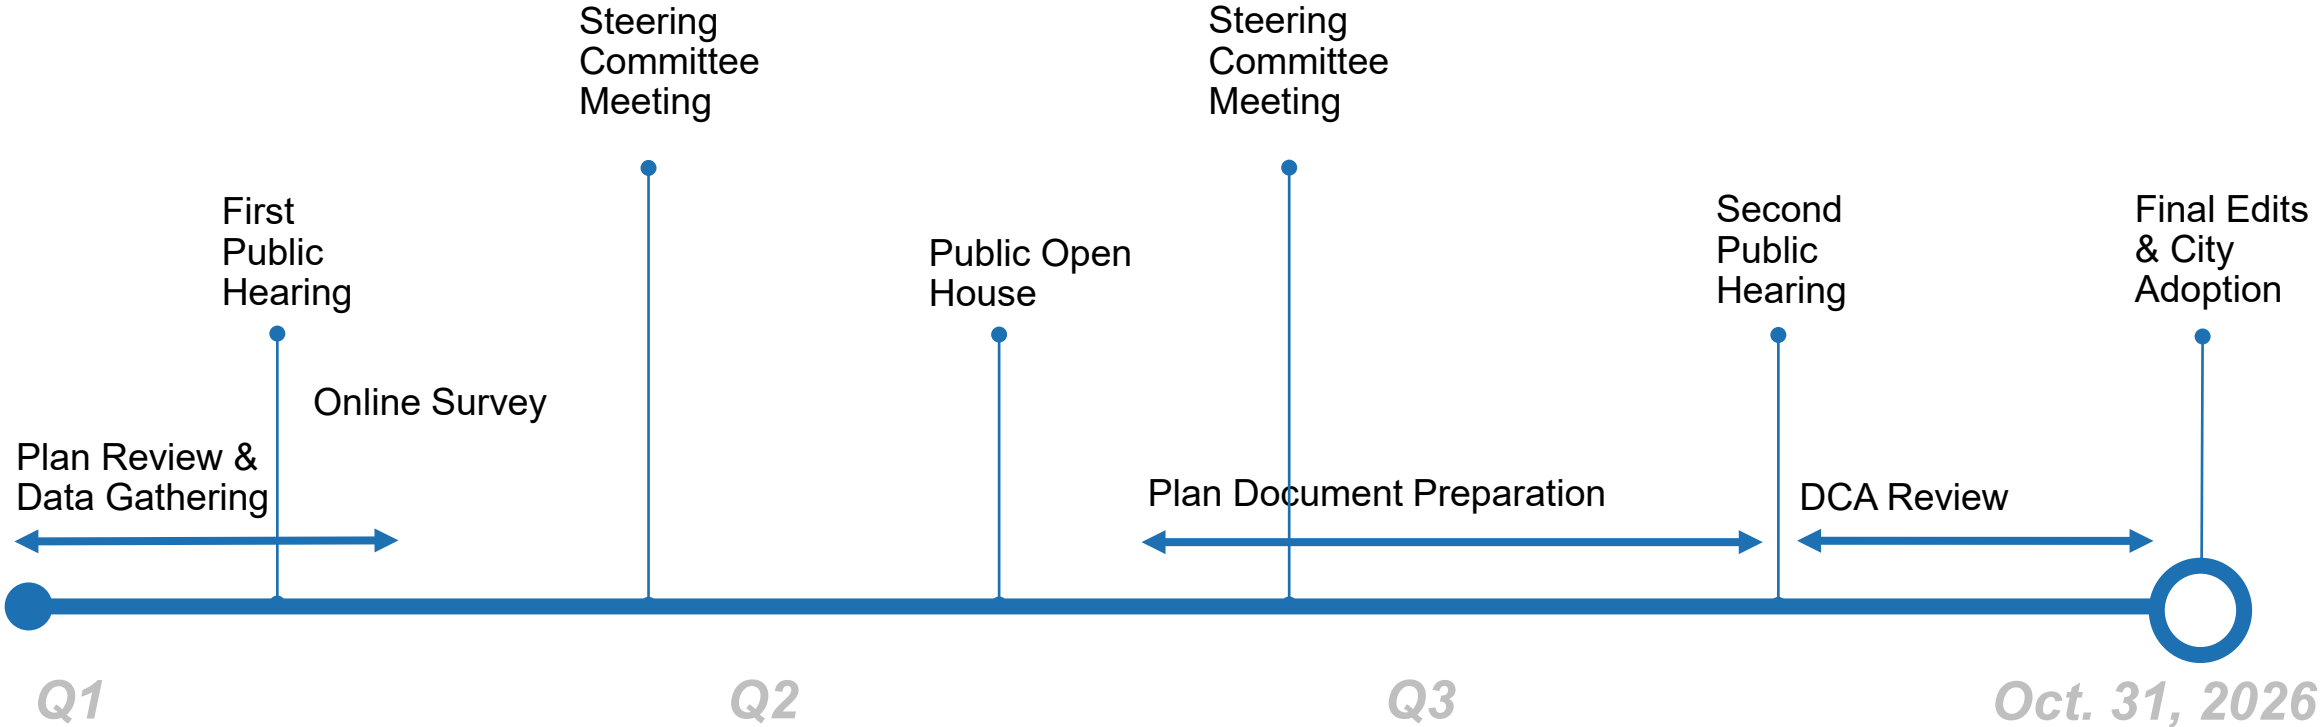 Steering
Committee
Meeting
Steering
Committee
Meeting
First
Public
Hearing
Public Open
House
Second
Public
Hearing
Final Edits
& City
Adoption
Online Survey
Plan Review &
Data Gathering
Plan Document Preparation
DCA Review
Q1
Q2
Q3
Oct. 31, 2026